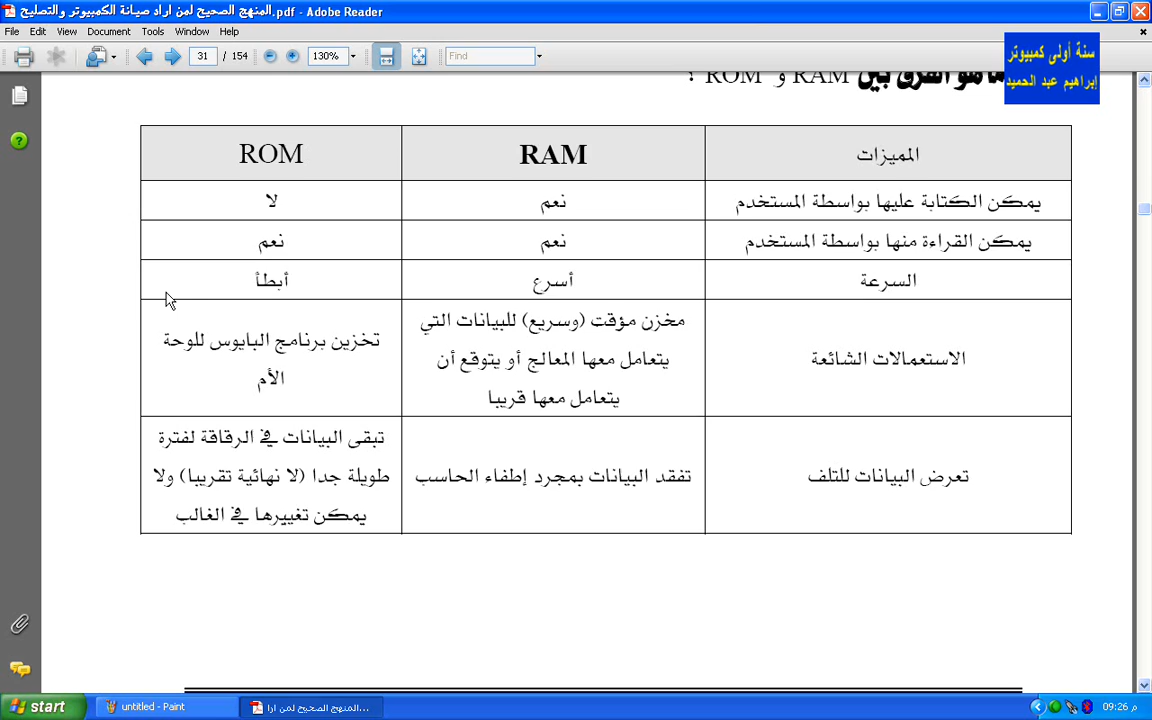 المنهج الصحيح لمن اراد صيانة الكمبيوتر والتصليح.pdf - Adobe Reader
File Edit View Document Tools Window Help
31 / 154 130% Find
سنة أولى كمبيوتر
إبراهيم عبد الحميد
ما هو الفرق بين RAM و ROM ؟
المميزات RAM ROM
يمكن الكتابة عليها بواسطة المستخدم نعم لا
يمكن القراءة منها بواسطة المستخدم نعم نعم
السرعة أسرع أبطأ
الاستعمالات الشائعة
مخزن مؤقت (وسريع) للبيانات التي
يتعامل معها المعالج أو يتوقع أن
يتعامل معها قريبا
تخزين برنامج البايوس للوحة
الأم
تعرض البيانات للتلف
تفقد البيانات بمجرد إطفاء الحاسب
تبقى البيانات في الرقاقة لفترة
طويلة جدا (لا نهائية تقريبا) ولا
يمكن تغييرها في الغالب
start untitled - Paint المنهج الصحيح لمن ارا... 09:26 م